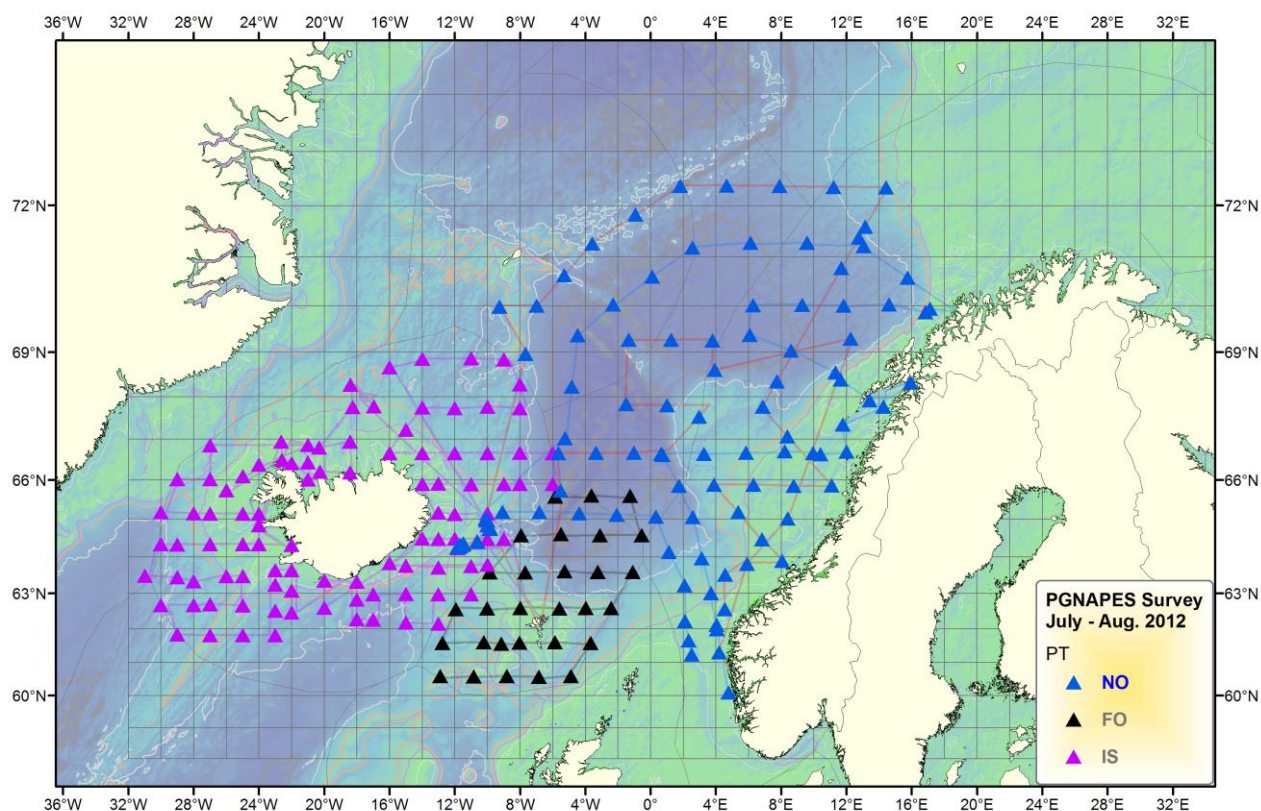 36°W 32°W 28°W 24°W 20°W 16°W 12°W 8°W 4°W 0° 4°E 8°E 12°E 16°E 20°E 24°E 28°E 32°E
72°N 72°N
69°N 69°N
66°N 66°N
63°N 63°N
60°N 60°N
PGNAPES Survey
July - Aug. 2012
PT
NO
FO
IS
36°W 32°W 28°W 24°W 20°W 16°W 12°W 8°W 4°W 0° 4°E 8°E 12°E 16°E 20°E 24°E 28°E 32°E